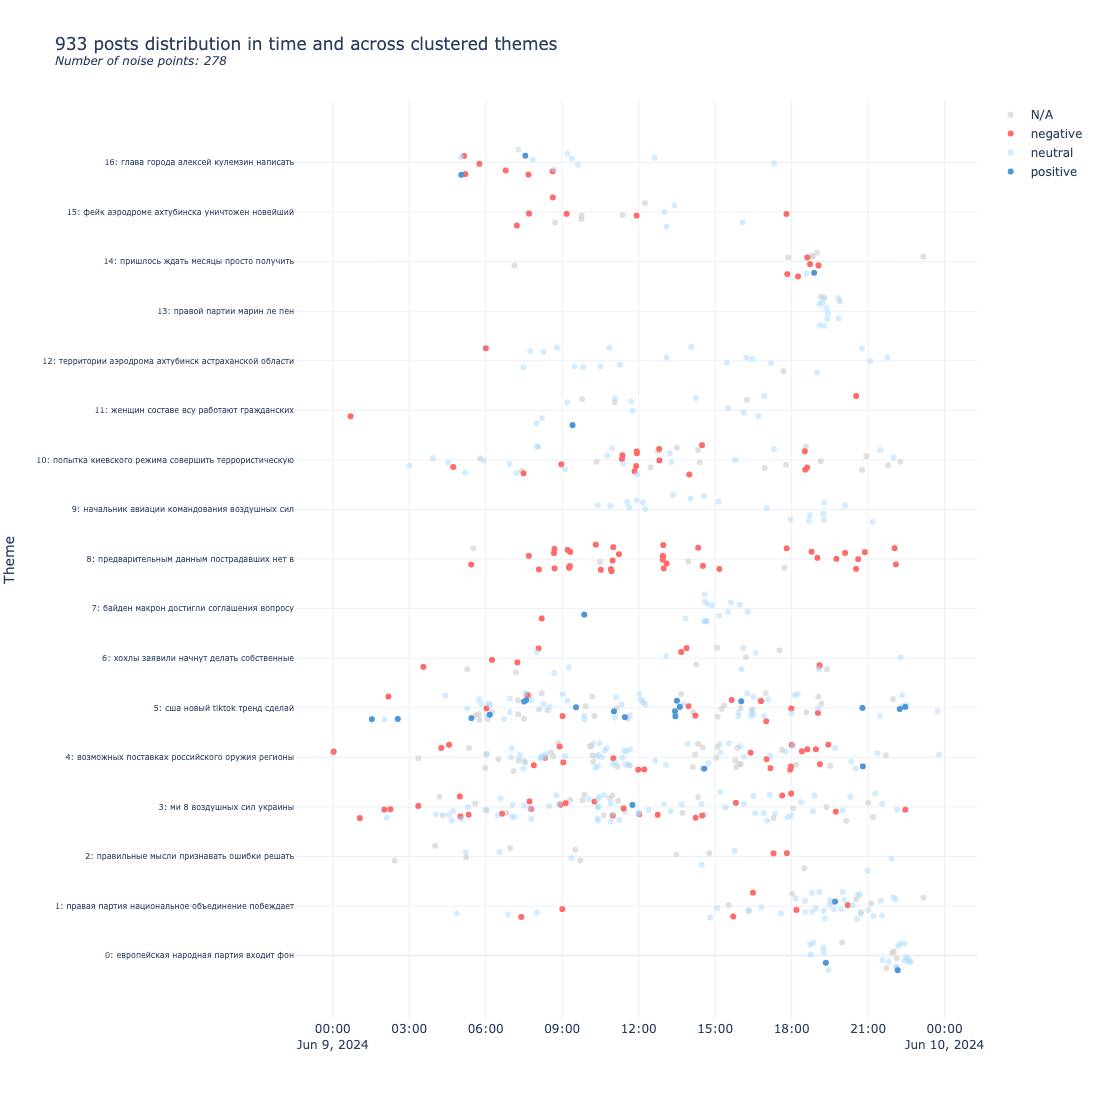 933 posts distribution in time and across clustered themes
Number of noise points: 278
N/A
negative
neutral
positive
16: глава города алексей кулемзин написать
15: фейк аэродроме ахтубинска уничтожен новейший
14: пришлось ждать месяцы просто получить
13: правой партии марин ле пен
12: территории аэродрома ахтубинск астраханской области
11: женщин составе всу работают гражданских
10: попытка киевского режима совершить террористическую
9: начальник авиации командования воздушных сил
8: предварительным данным пострадавших нет в
7: байден макрон достигли соглашения вопросу
6: хохлы заявили начнут делать собственные
5: сша новый tiktok тренд сделай
4: возможных поставках российского оружия регионы
3: ми 8 воздушных сил украины
2: правильные мысли признавать ошибки решать
1: правая партия национальное объединение побеждает
0: европейская народная партия входит фон
Theme
00:00 03:00 06:00 09:00 12:00 15:00 18:00 21:00 00:00
Jun 9, 2024 Jun 10, 2024